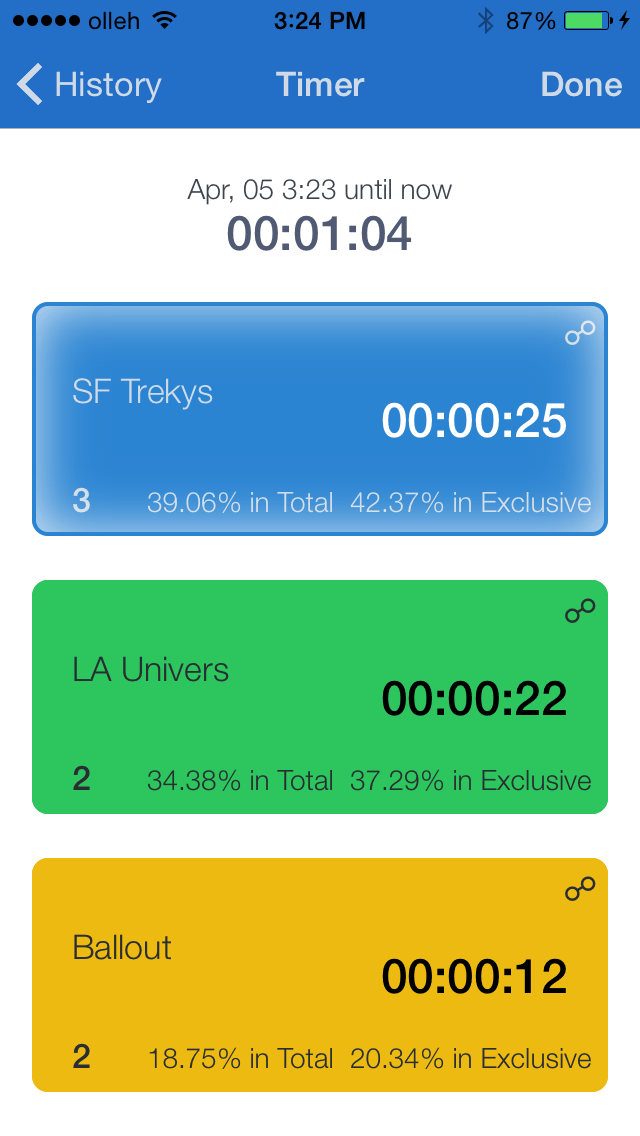 olleh 3:24 PM 87%
History Timer Done
Apr, 05 3:23 until now
00:01:04
SF Trekys
00:00:25
3 39.06% in Total 42.37% in Exclusive
LA Univers
00:00:22
2 34.38% in Total 37.29% in Exclusive
Ballout
00:00:12
2 18.75% in Total 20.34% in Exclusive